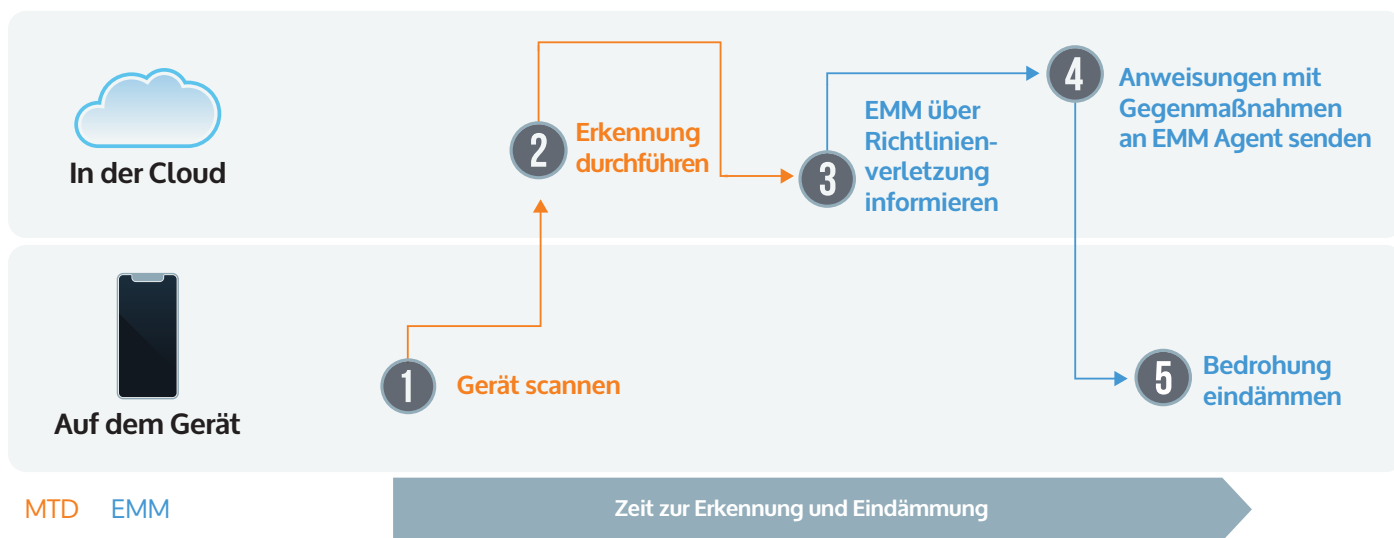 In der Cloud
2
Erkennung
durchführen
3
EMM über
Richtlinien-
verletzung
informieren
4
Anweisungen mit
Gegenmaßnahmen
an EMM Agent senden
Auf dem Gerät
1
Gerät scannen
5
Bedrohung
eindämmen
MTD EMM
Zeit zur Erkennung und Eindämmung